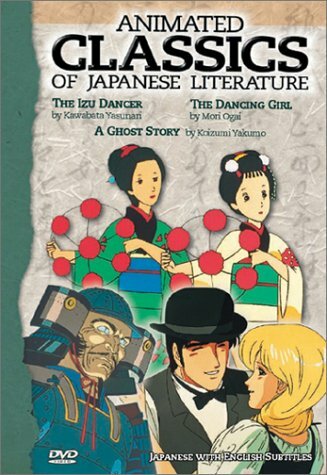 ANIMATED
CLASSICS
OF JAPANESE LITERATURE
THE IZU DANCER
by KAWABATA YASUNARI
THE DANCING GIRL
by MORI OGAI
A GHOST STORY by KOIZUMI YAKUMO
DVD
VIDEO
JAPANESE WITH ENGLISH SUBTITLES